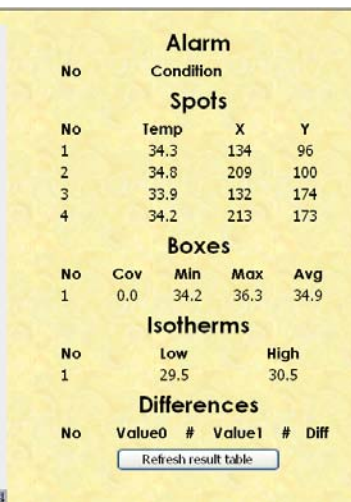 Alarm
No Condition
Spots
No Temp X Y
1 34.3 134 96
2 34.8 209 100
3 33.9 132 174
4 34.2 213 173
Boxes
No Cov Min Max Avg
1 0.0 34.2 36.3 34.9
Isotherms
No Low High
1 29.5 30.5
Differences
No Value0 # Value1 # Diff
Refresh result table